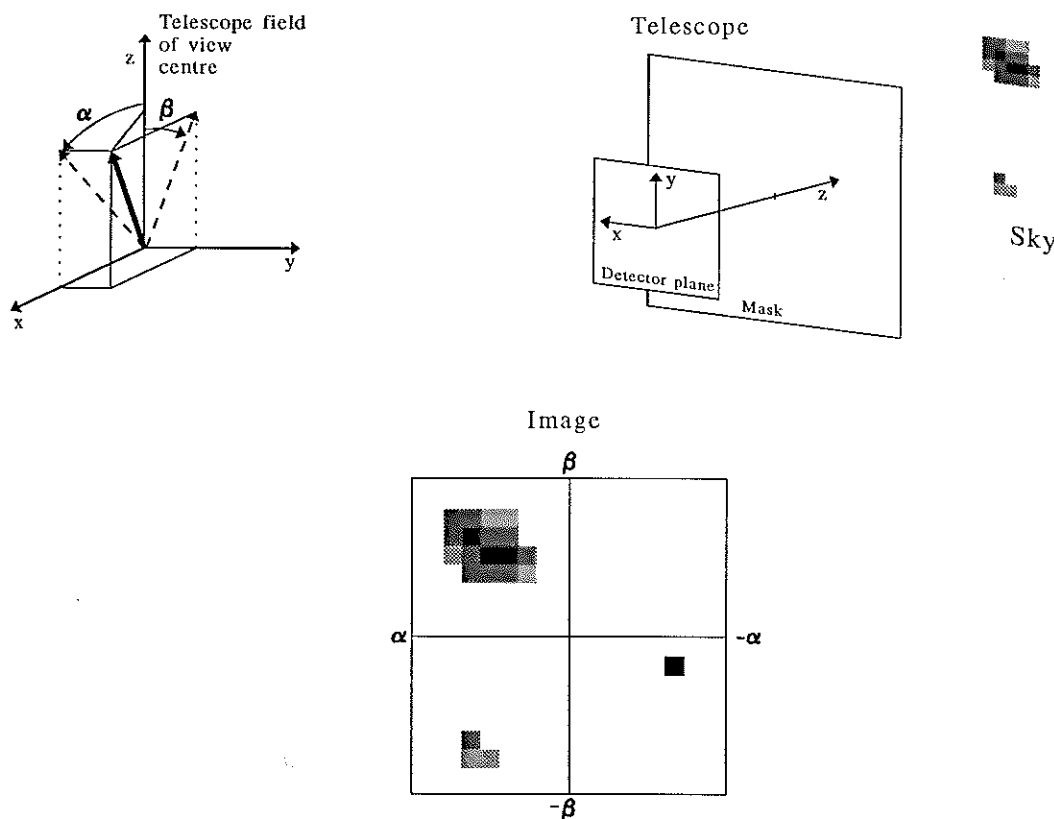 Telescope field
of view
centre
z
α
β
y
x
Telescope
y
x
z
Detector plane
Mask
Sky
Image
β
α
-α
-β